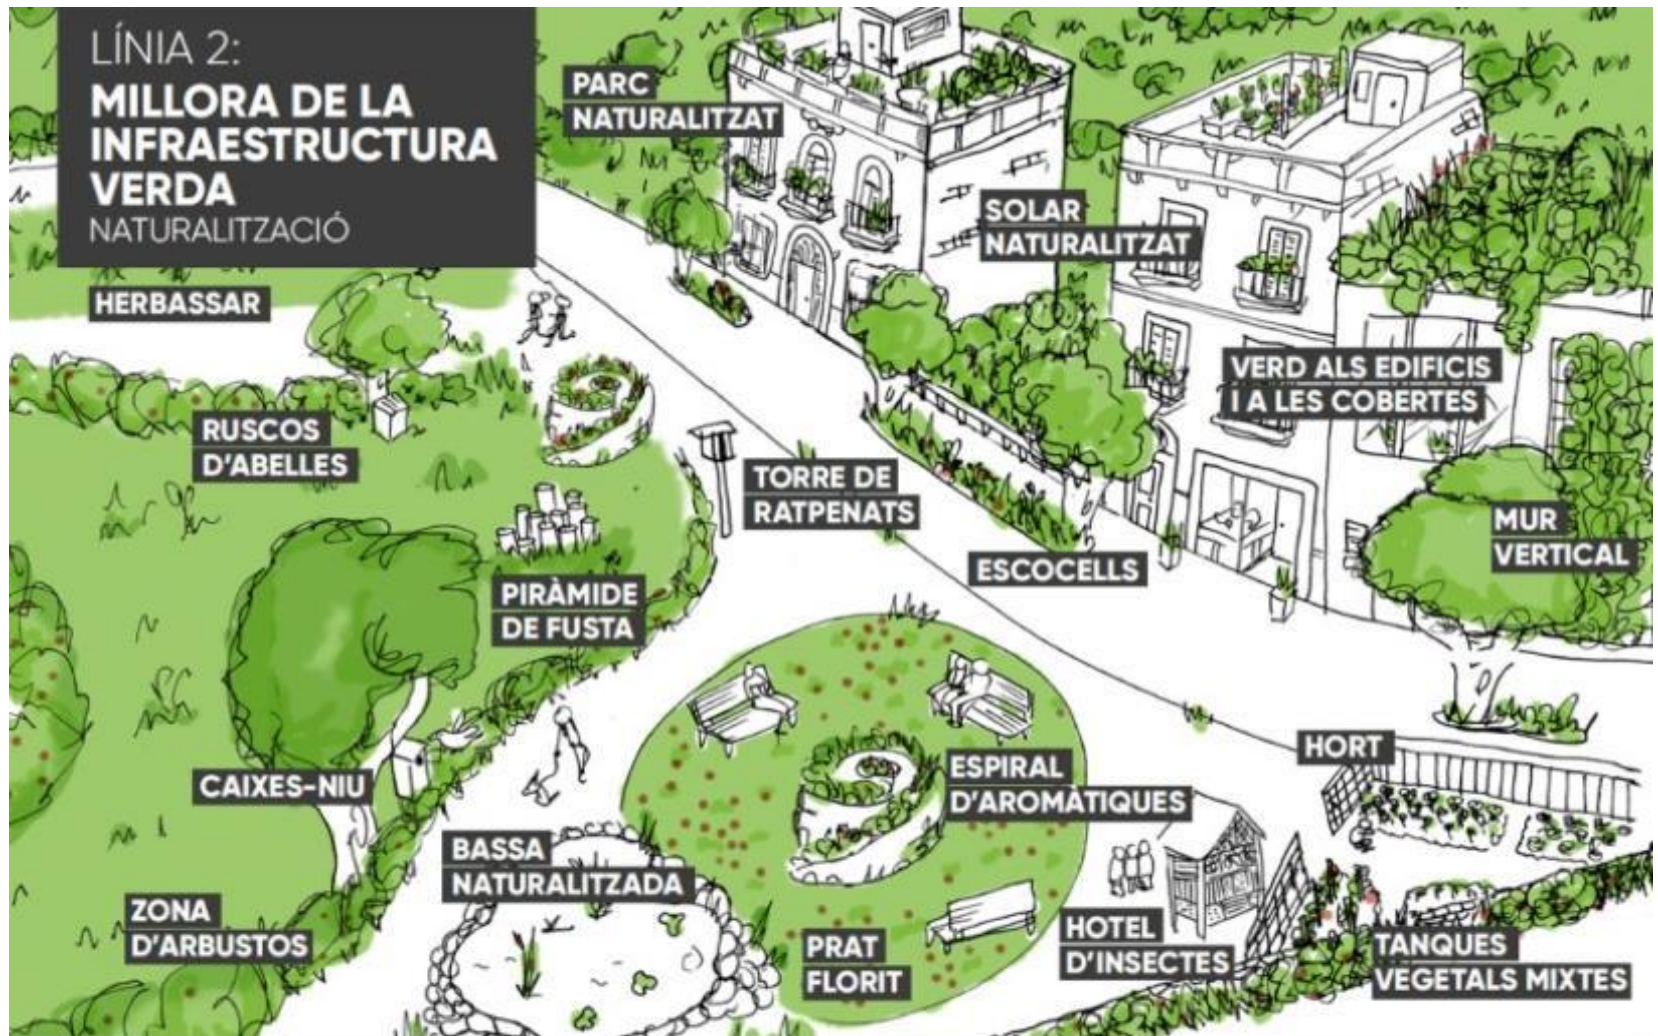 LÍNIA 2:
MILLORA DE LA
INFRAESTRUCTURA
VERDA
NATURALITZACIÓ
PARC
NATURALITZAT
SOLAR
NATURALITZAT
HERBASSAR
VERD ALS EDIFICIS
I A LES COBERTES
RUSCOS
D'ABELLES
TORRE DE
RATPENATS
MUR
VERTICAL
ESCOCELLS
PIRÀMIDE
DE FUSTA
HORT
CAIXES-NIU
ESPIRAL
D'AROMÀTIQUES
BASSA
NATURALITZADA
ZONA
D'ARBUSTOS
PRAT
FLORIT
HOTEL
D'INSECTES
TANQUES
VEGETALS MIXTES